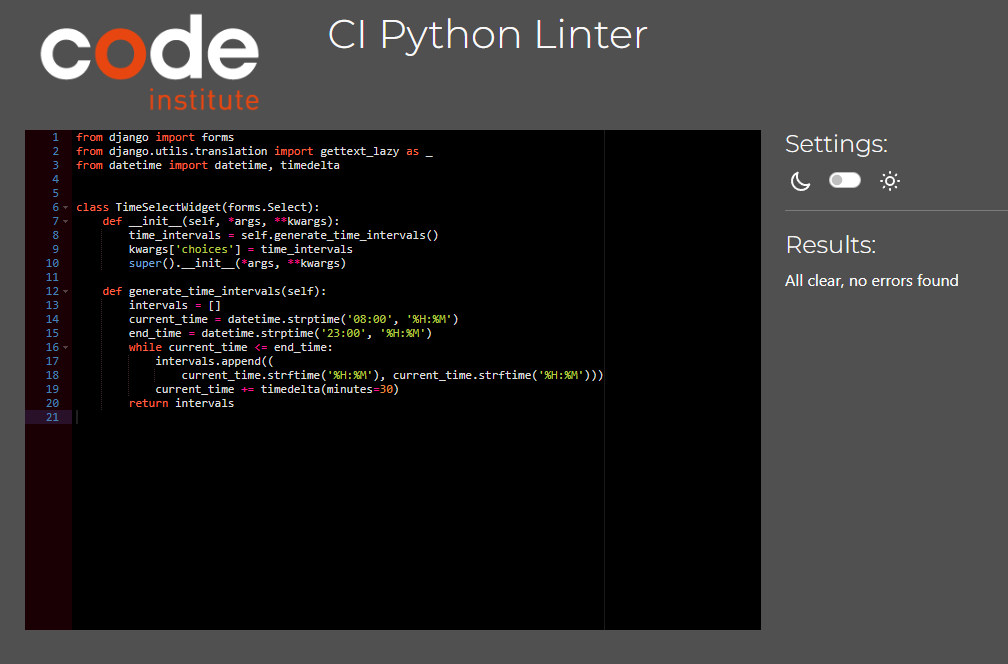 code
institute
CI Python Linter
1 from django import forms
2 from django.utils.translation import gettext_lazy as _
3 from datetime import datetime, timedelta
4
5
6 class TimeSelectWidget(forms.Select):
7     def __init__(self, *args, **kwargs):
8         time_intervals = self.generate_time_intervals()
9         kwargs['choices'] = time_intervals
10         super().__init__(*args, **kwargs)
11
12     def generate_time_intervals(self):
13         intervals = []
14         current_time = datetime.strptime('08:00', '%H:%M')
15         end_time = datetime.strptime('23:00', '%H:%M')
16         while current_time <= end_time:
17             intervals.append((
18                 current_time.strftime('%H:%M'), current_time.strftime('%H:%M')))
19             current_time += timedelta(minutes=30)
20         return intervals
21
Settings:
Results:
All clear, no errors found